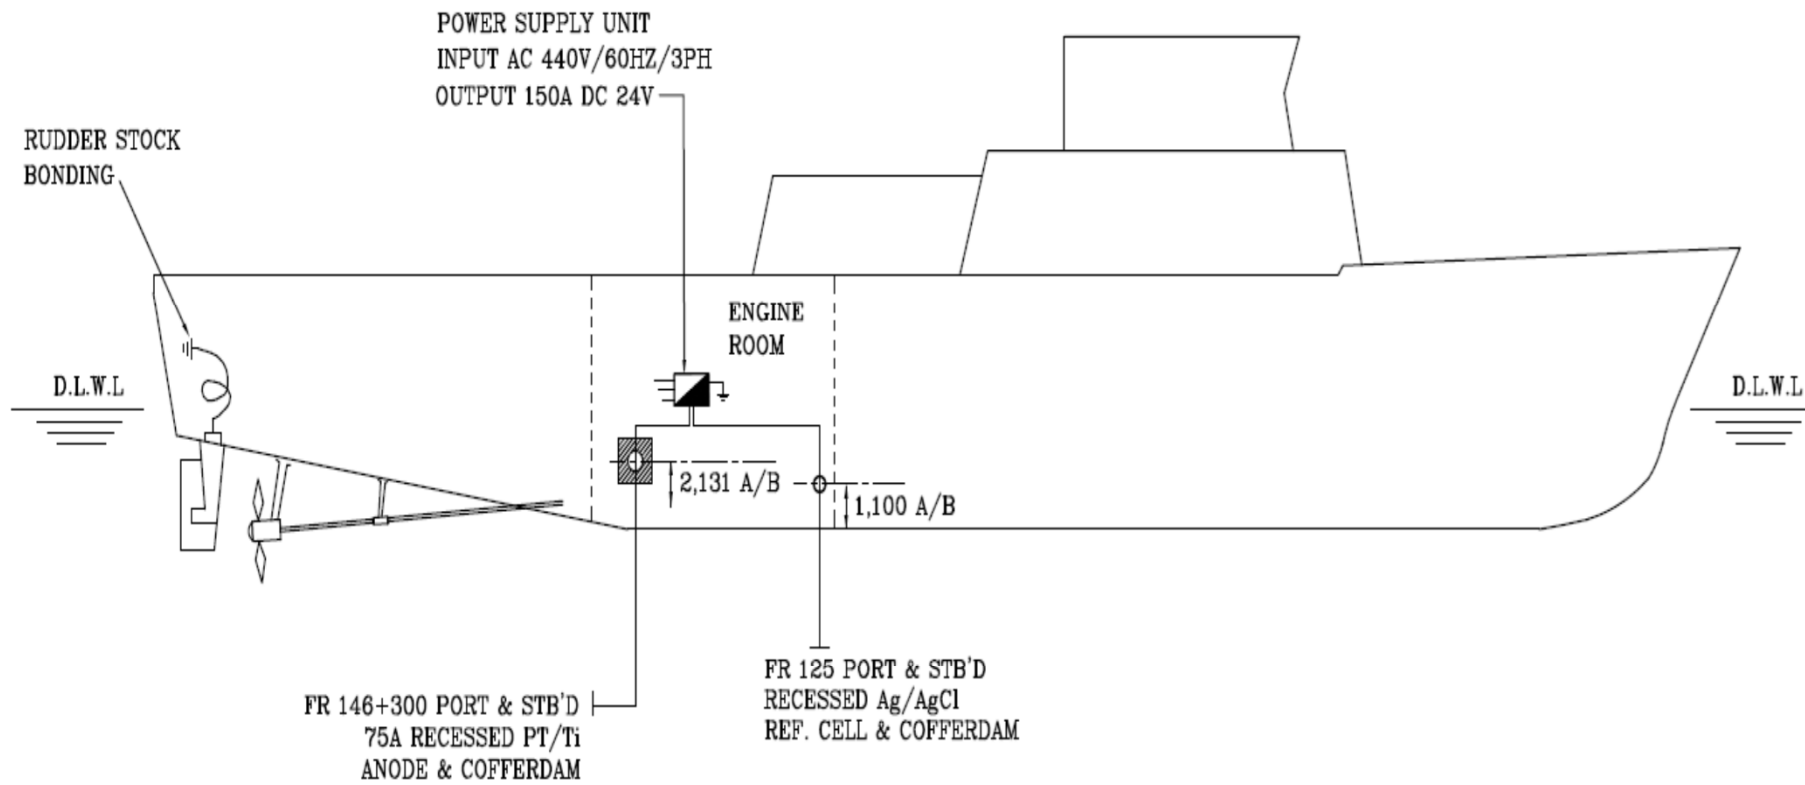 POWER SUPPLY UNIT
INPUT AC 440V/60HZ/3PH
OUTPUT 150A DC 24V
RUDDER STOCK
BONDING
ENGINE
ROOM
D.L.W.L
D.L.W.L
2,131 A/B
1,100 A/B
FR 125 PORT & STB'D
RECESSED Ag/AgCl
REF. CELL & COFFERDAM
FR 146+300 PORT & STB'D
75A RECESSED PT/Ti
ANODE & COFFERDAM